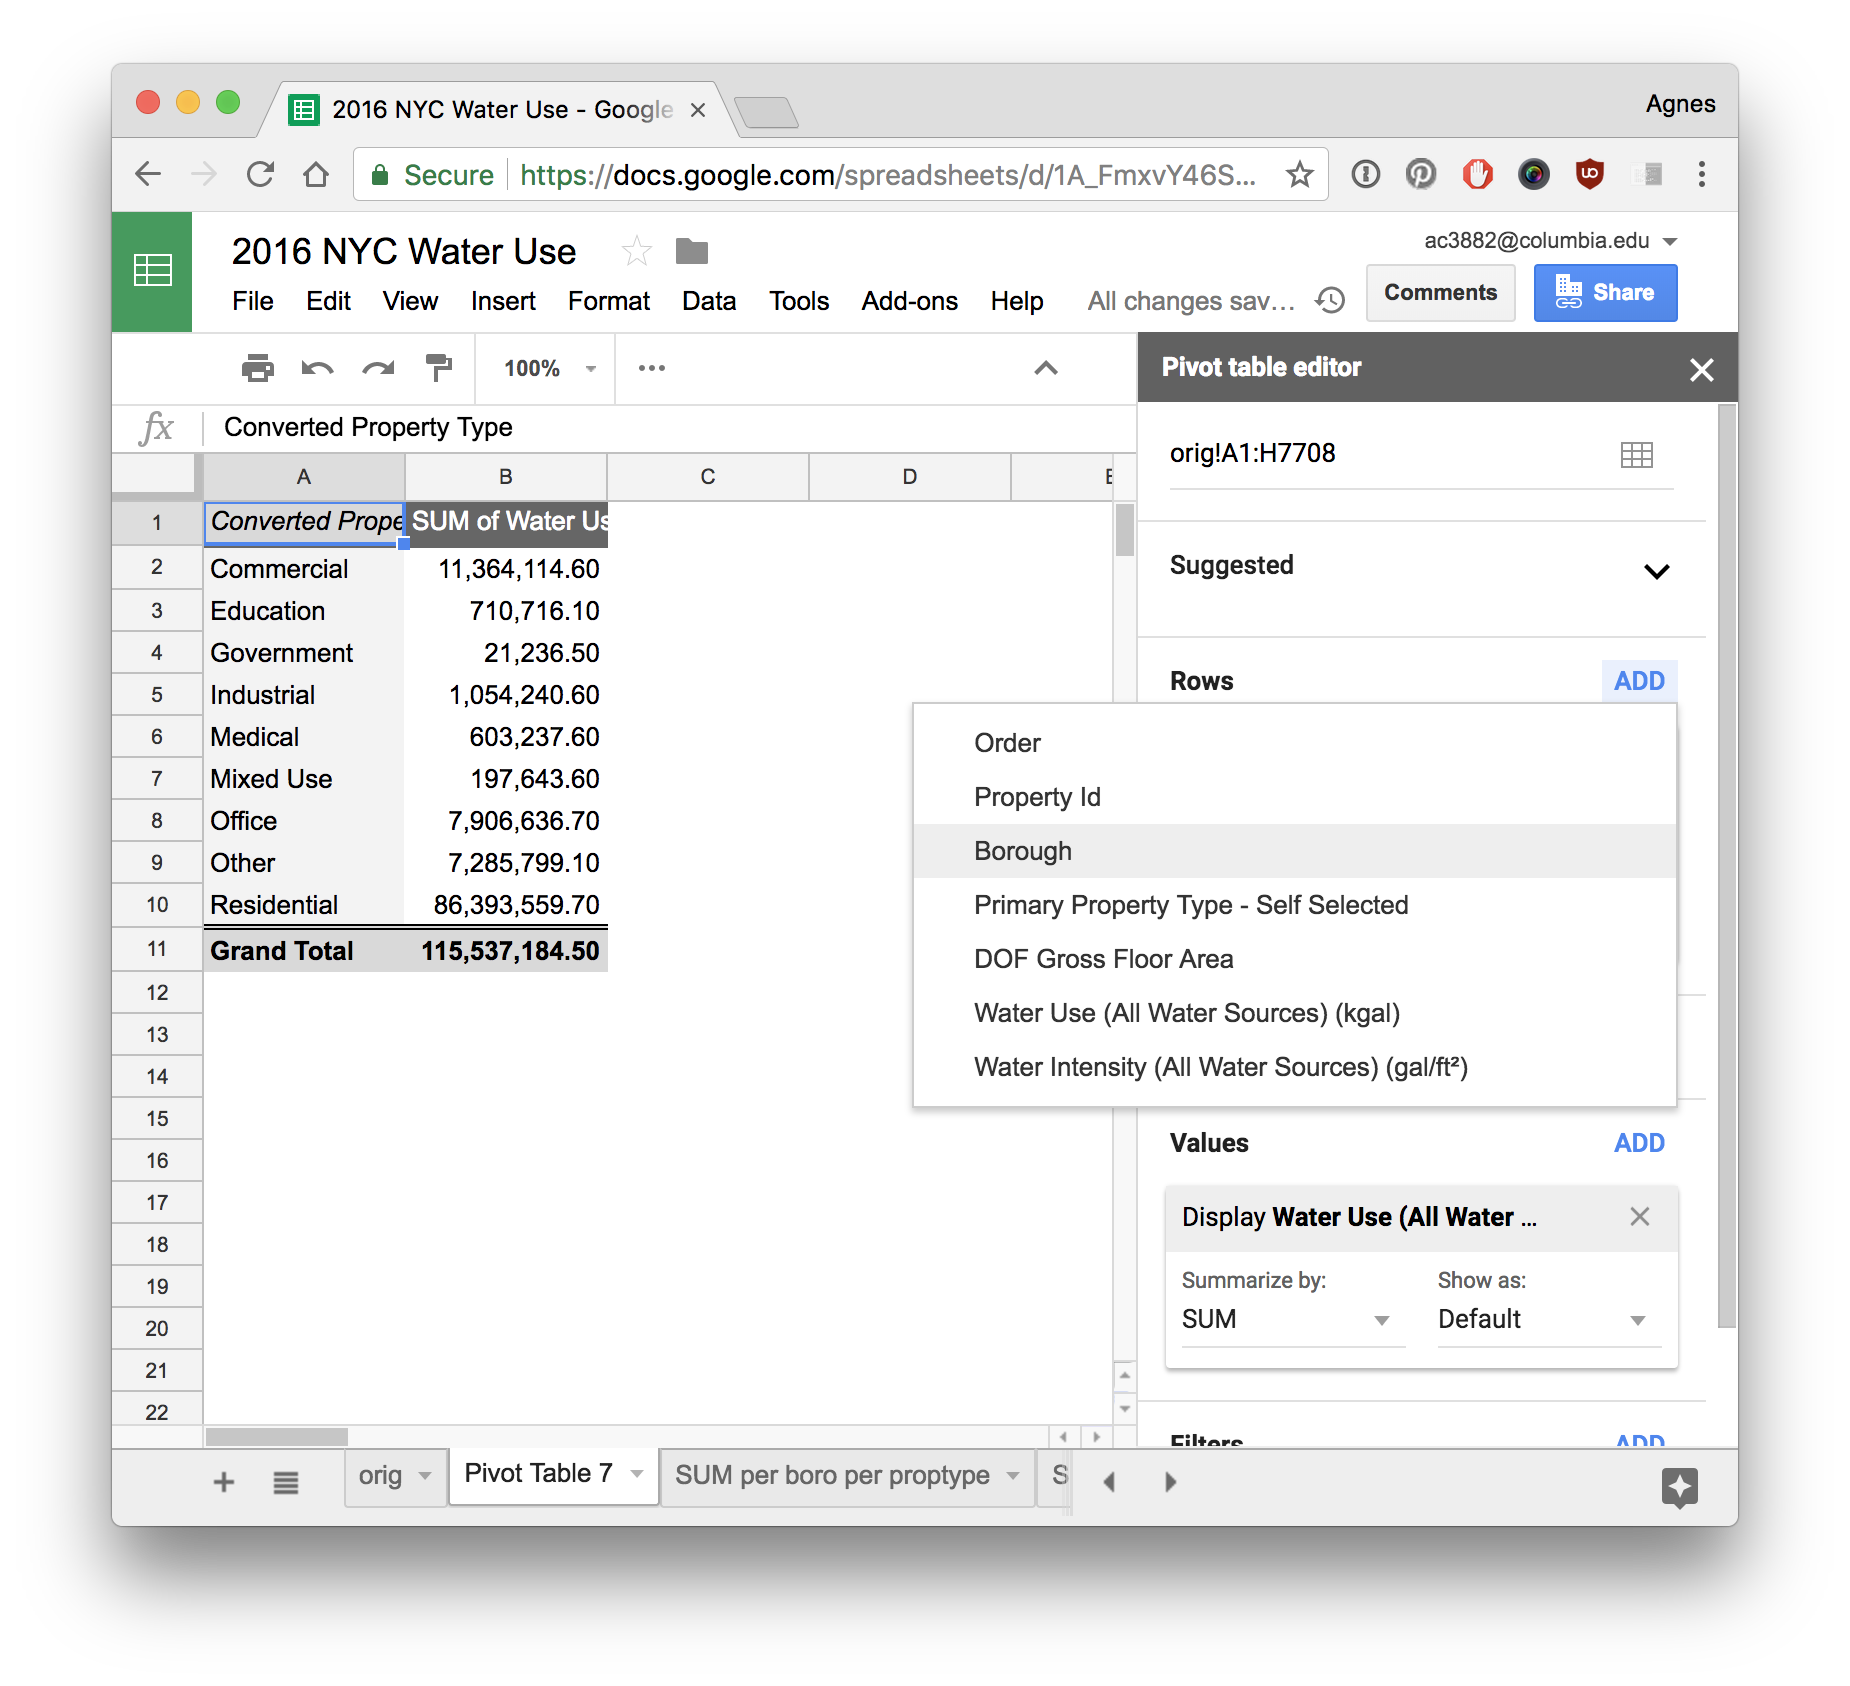 2016 NYC Water Use - Google
Agnes
Secure https://docs.google.com/spreadsheets/d/1A_FmxvY46S...
2016 NYC Water Use
ac3882@columbia.edu
File Edit View Insert Format Data Tools Add-ons Help All changes sav...
Comments
Share
100%
Pivot table editor
fx Converted Property Type
orig!A1:H7708
A B C D E
1 Converted Prope SUM of Water Us
2 Commercial 11,364,114.60
3 Education 710,716.10
4 Government 21,236.50
5 Industrial 1,054,240.60
6 Medical 603,237.60
7 Mixed Use 197,643.60
8 Office 7,906,636.70
9 Other 7,285,799.10
10 Residential 86,393,559.70
11 Grand Total 115,537,184.50
12
13
14
15
16
17
18
19
20
21
22
Suggested
Rows ADD
Order
Property Id
Borough
Primary Property Type - Self Selected
DOF Gross Floor Area
Water Use (All Water Sources) (kgal)
Water Intensity (All Water Sources) (gal/ft²)
Values ADD
Display Water Use (All Water ...
Summarize by: Show as:
SUM Default
Filters ADD
orig Pivot Table 7 SUM per boro per proptype S